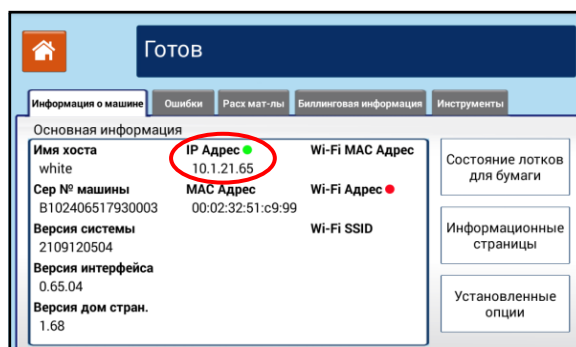 Готов
Информация о машине Ошибки Расх мат-лы Биллинговая информация Инструменты
Основная информация
Имя хоста IP Адрес Wi-Fi MAC Адрес
white 10.1.21.65
Сер № машины MAC Адрес Wi-Fi Адрес
B102406517930003 00:02:32:51:c9:99
Версия системы Wi-Fi SSID
2109120504
Версия интерфейса
0.65.04
Версия дом стран.
1.68
Состояние лотков
для бумаги
Информационные
страницы
Установленные
опции